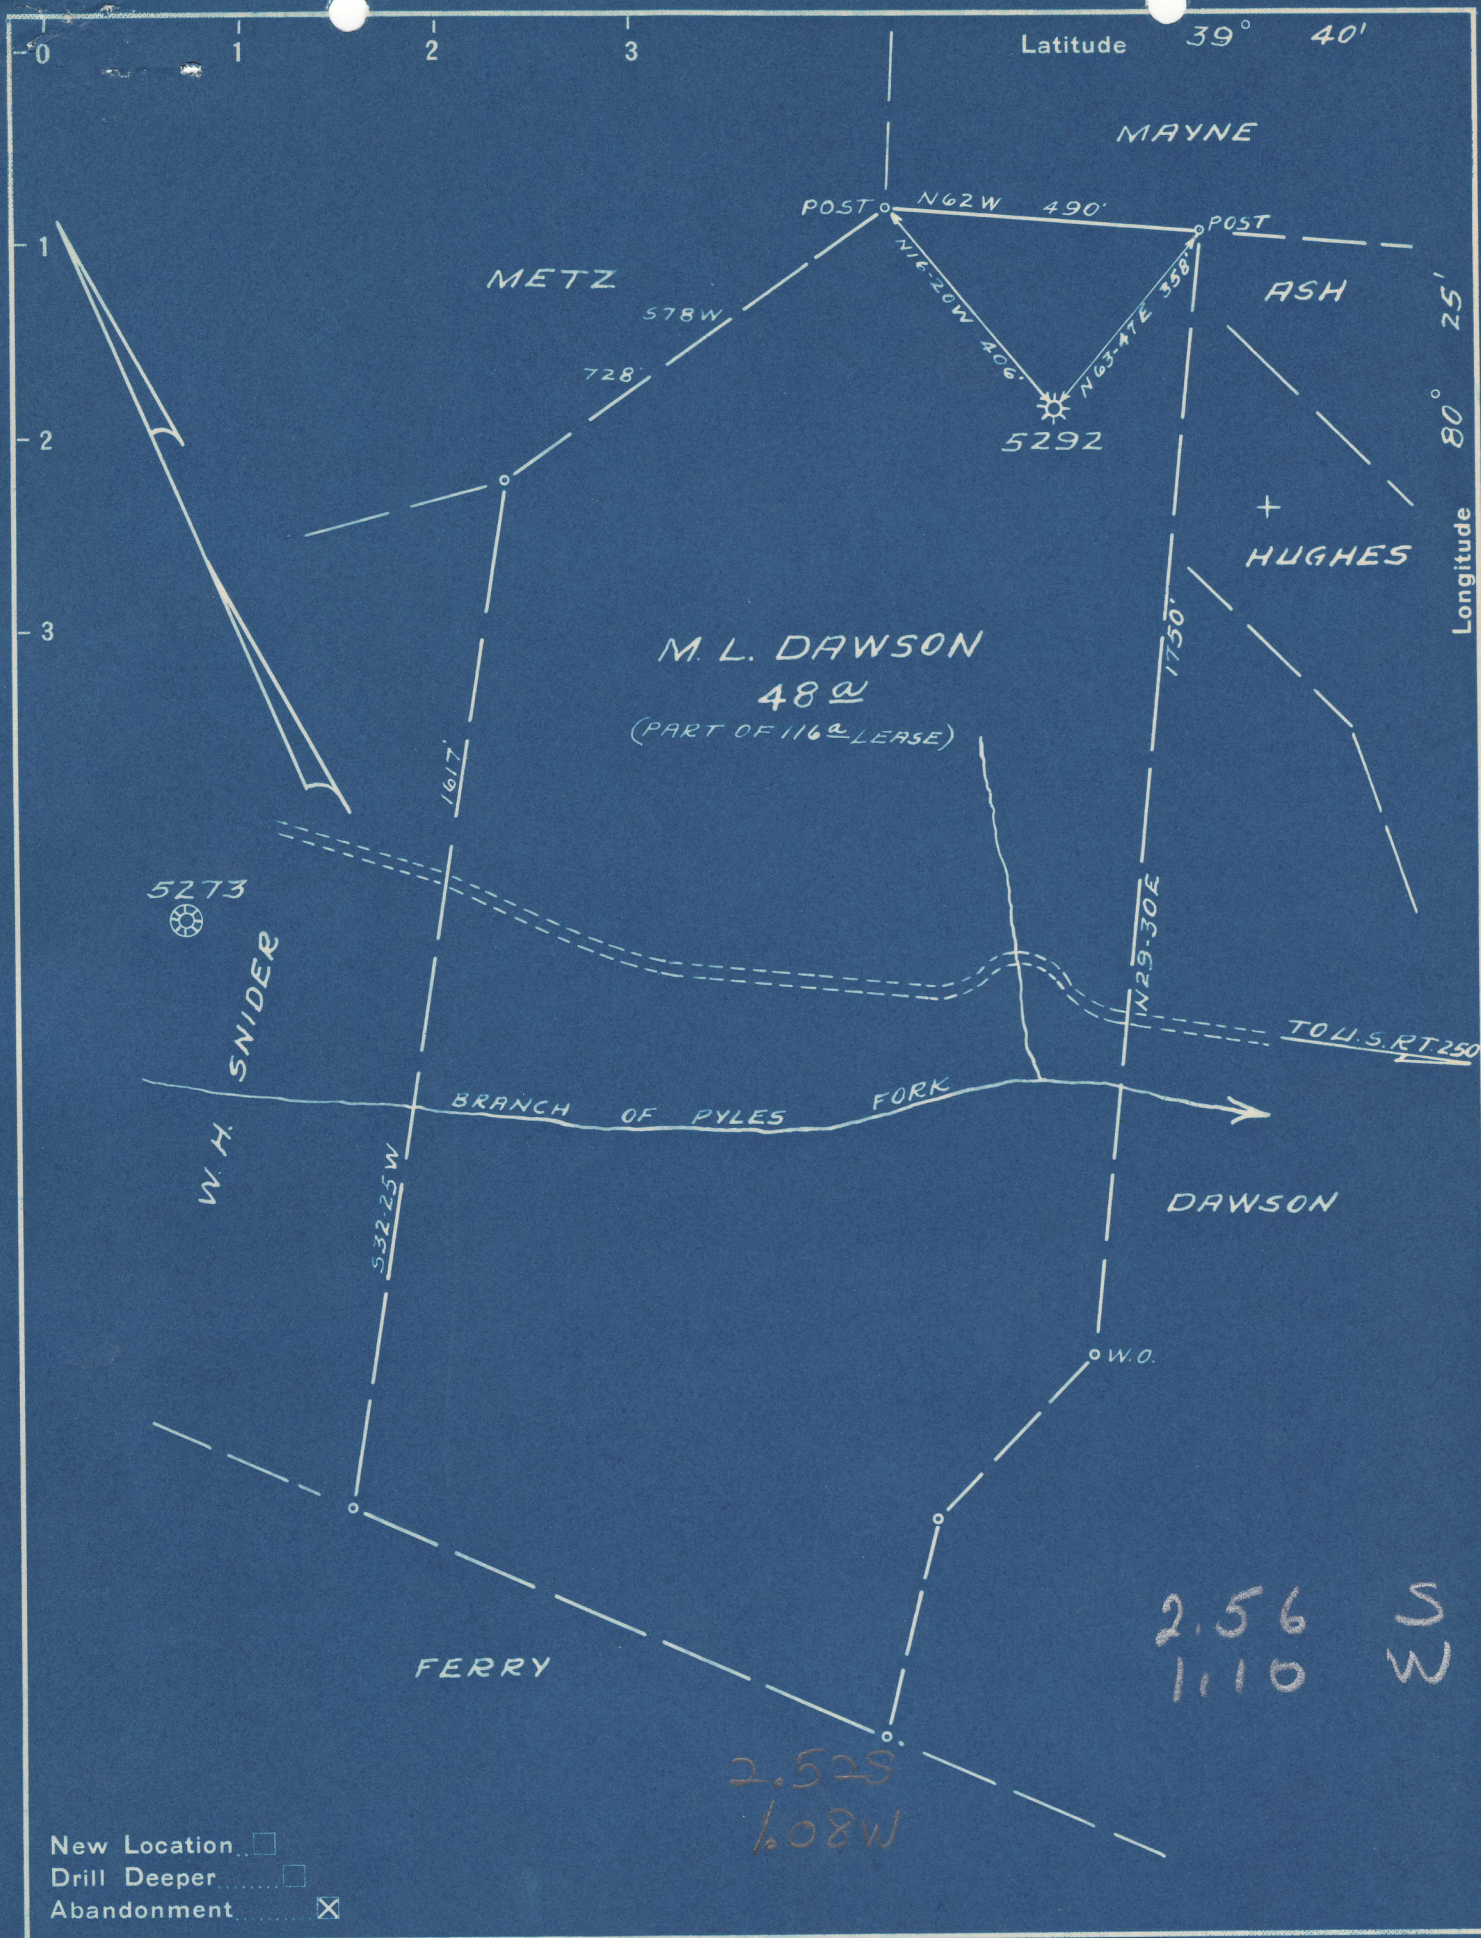 0 1 2 3 Latitude 39° 40'
MAYNE
POST N62W 490' POST
1
METZ
N16-20W 406'
N63-47E 358'
ASH
S78W
728'
Longitude 80° 25'
2
5292
HUGHES
3
M. L. DAWSON
48 a
(PART OF 116 a LEASE)
1750'
1617'
5273
N29-30E
W. H. SNIDER
TO U.S. RT. 250
BRANCH OF PYLES FORK
S32-25W
DAWSON
W.O.
2.56 S
1.10 W
FERRY
2.52S
1.08W
New Location
Drill Deeper
Abandonment X